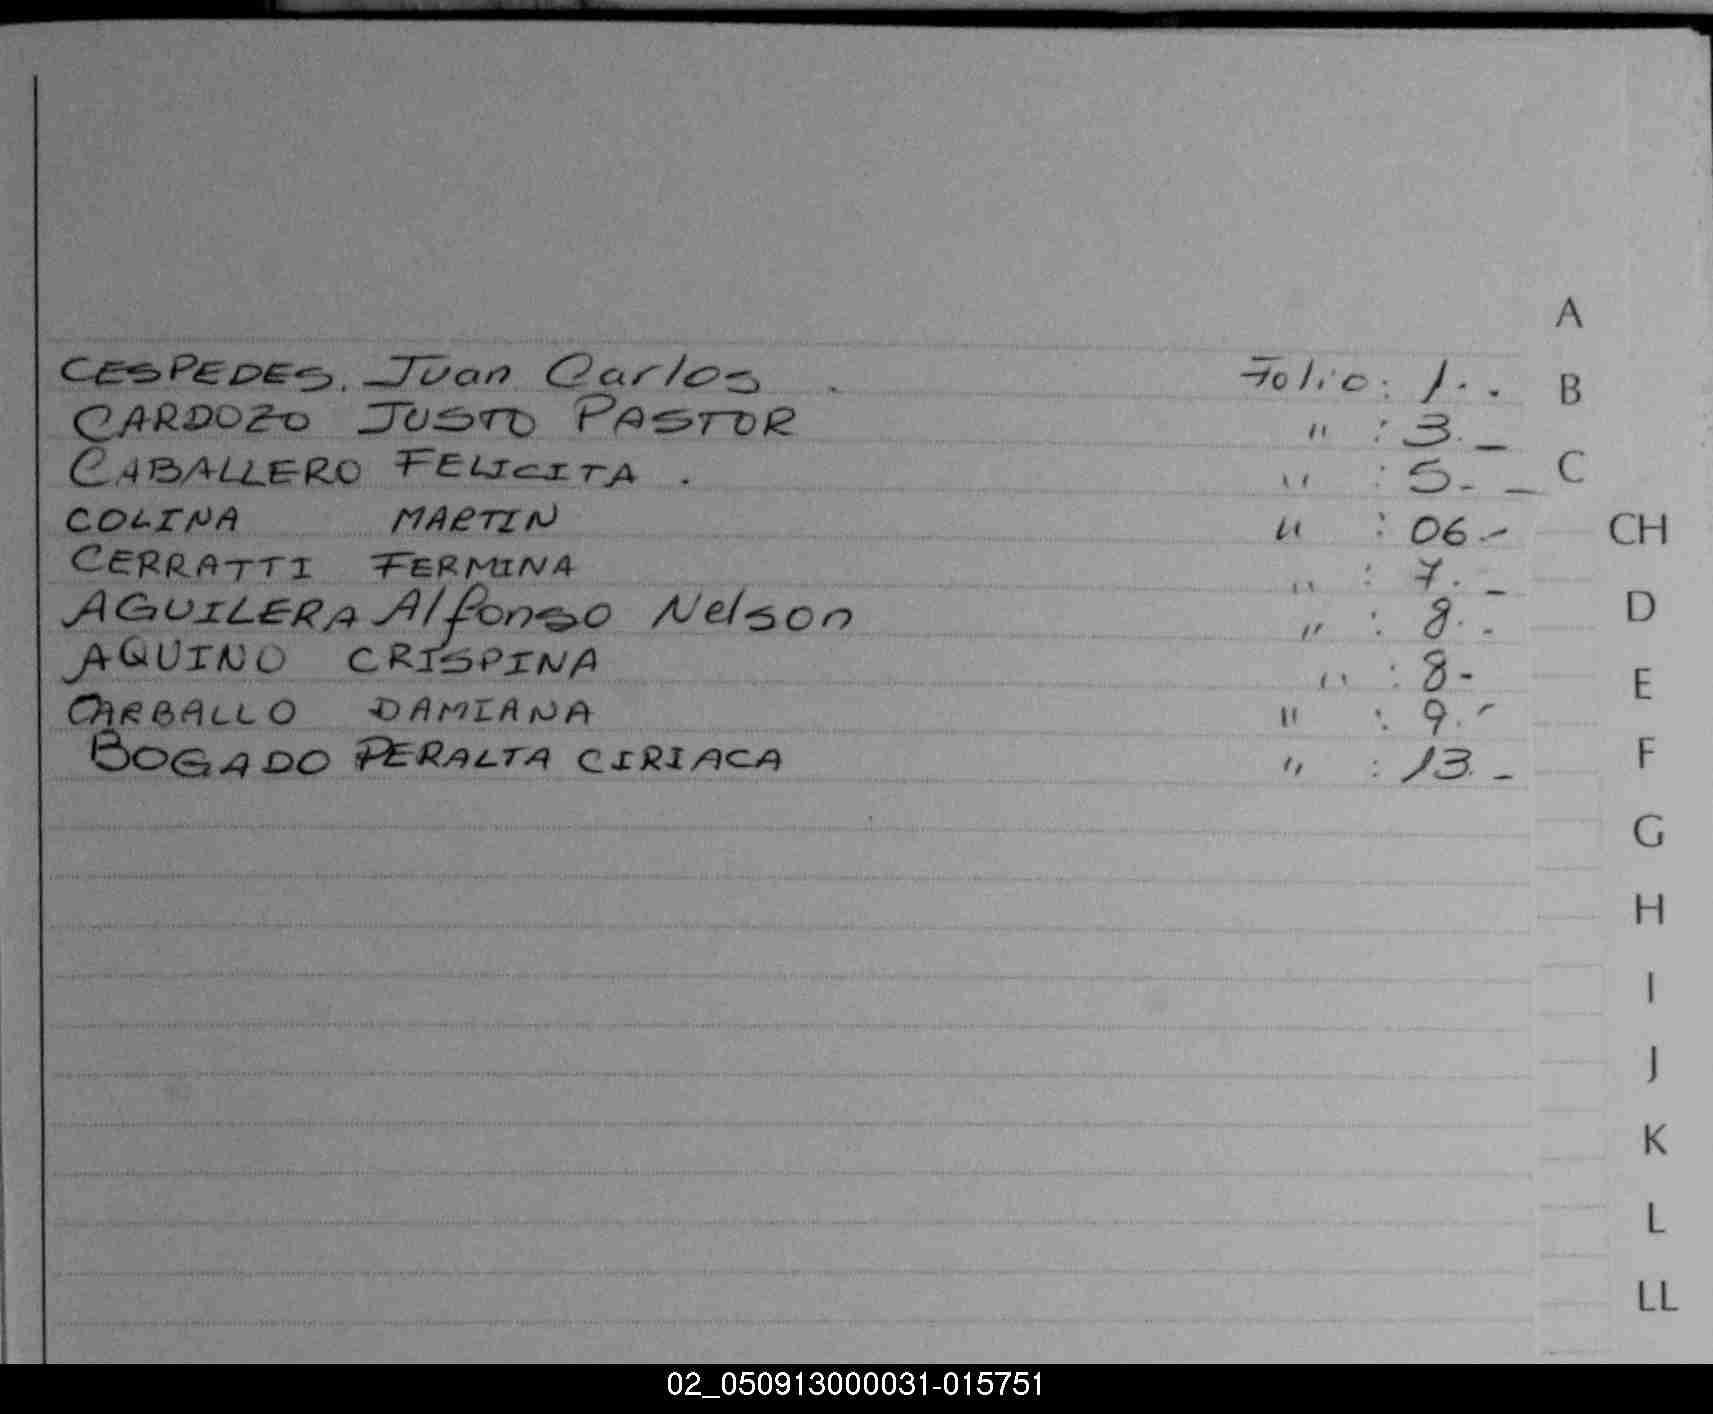 CESPEDES. Juan Carlos . Folio: 1. .
CARDOZO JUSTO PASTOR " : 3. _
CABALLERO FELICITA . " : 5. _
COLINA MARTIN " : 06.-
CERRATTI FERMINA " : 7. _
AGUILERA Alfonso Nelson " : 8. -
AQUINO CRISPINA " : 8-
CARBALLO DAMIANA " : 9.-
BOGADO PERALTA CIRIACA " : 13. -
A
B
C
CH
D
E
F
G
H
I
J
K
L
LL
02_050913000031-015751